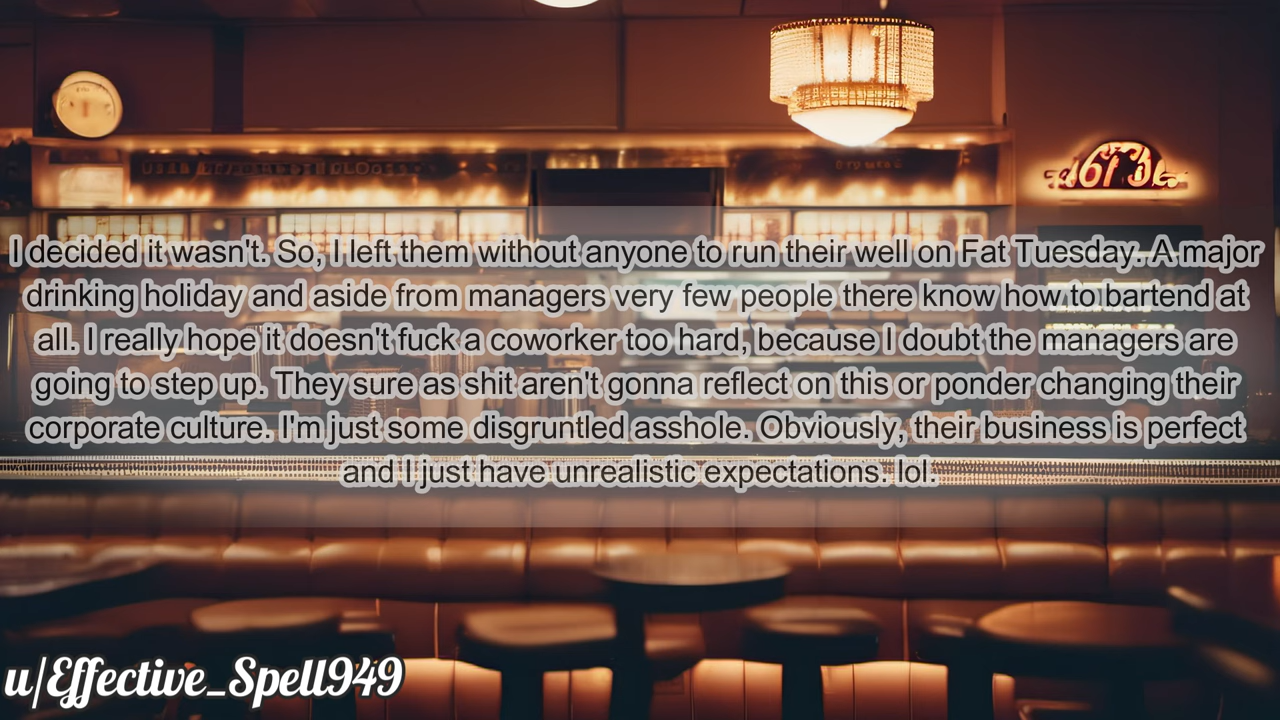 I decided it wasn't. So, I left them without anyone to run their well on Fat Tuesday. A major
drinking holiday and aside from managers very few people there know how to bartend at
all. I really hope it doesn't fuck a coworker too hard, because I doubt the managers are
going to step up. They sure as shit aren't gonna reflect on this or ponder changing their
corporate culture. I'm just some disgruntled asshole. Obviously, their business is perfect
and I just have unrealistic expectations. lol.
u/Effective_Spell949